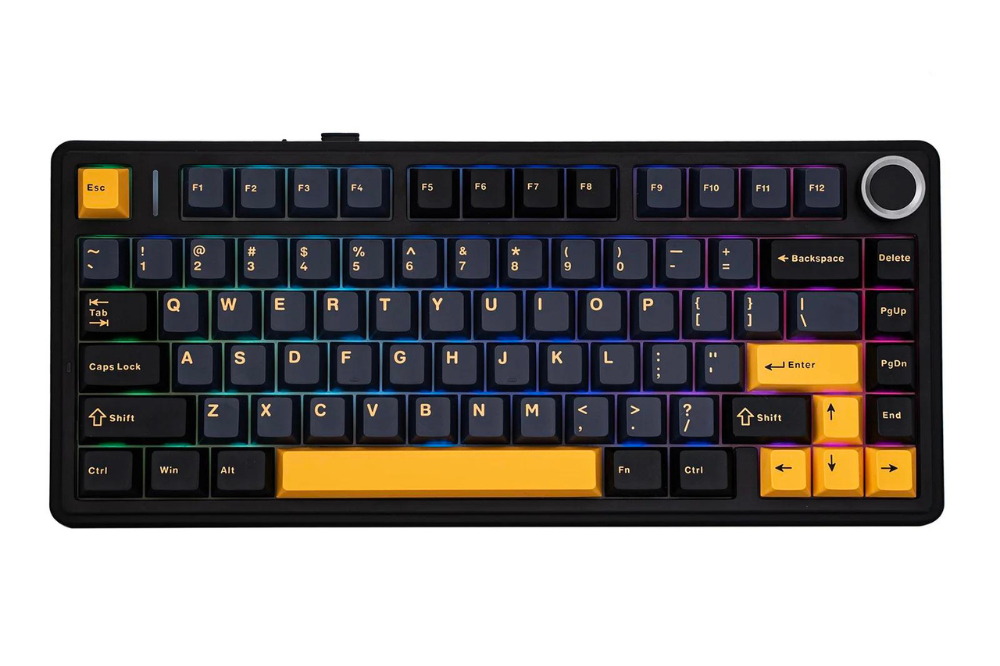 Esc F1 F2 F3 F4 F5 F6 F7 F8 F9 F10 F11 F12
~ ! @ # $ % ^ & * ( ) — +
` 1 2 3 4 5 6 7 8 9 0 - = ← Backspace Delete
Tab Q W E R T Y U I O P { } |
[ ] \ PgUp
Caps Lock A S D F G H J K L : " Enter PgDn
; '
Shift Z X C V B N M < > ? Shift ↑ End
, . /
Ctrl Win Alt Fn Ctrl ← ↓ →